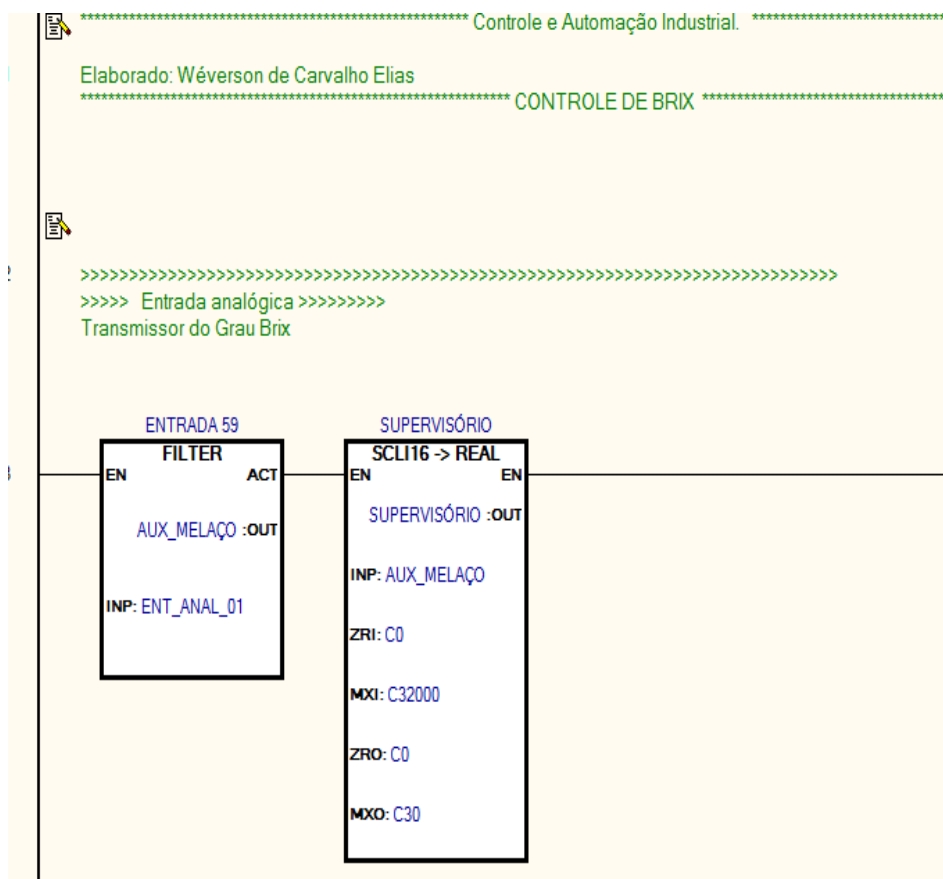 ******************************************************* Controle e Automação Industrial. ***************************
Elaborado: Wéverson de Carvalho Elias
************************************************************* CONTROLE DE BRIX **********************************
>>>>>>>>>>>>>>>>>>>>>>>>>>>>>>>>>>>>>>>>>>>>>>>>>>>>>>>>>>>>>>>>>>>>>>>>>>>>
>>>>> Entrada analógica >>>>>>>>>
Transmissor do Grau Brix
ENTRADA 59
FILTER
EN ACT
AUX_MELAÇO :OUT
INP: ENT_ANAL_01
SUPERVISÓRIO
SCLI16 -> REAL
EN EN
SUPERVISÓRIO :OUT
INP: AUX_MELAÇO
ZRI: C0
MXI: C32000
ZRO: C0
MXO: C30